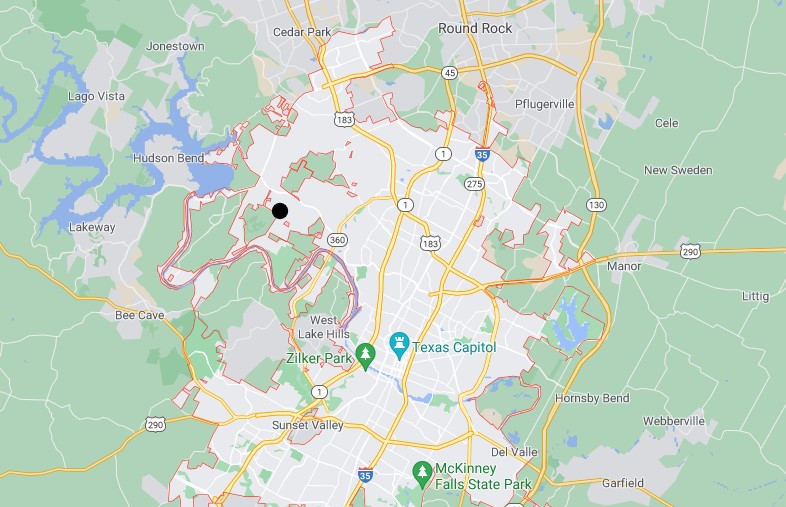 Cedar Park
Round Rock
Jonestown
45
Lago Vista
Pflugerville
183
Cele
Hudson Bend
1
35
New Sweden
275
1
130
Lakeway
360
183
290
Manor
Littig
Bee Cave
West
Lake Hills
Texas Capitol
Zilker Park
1
Hornsby Bend
290
Sunset Valley
Webberville
Del Valle
35
McKinney
Falls State Park
Garfield